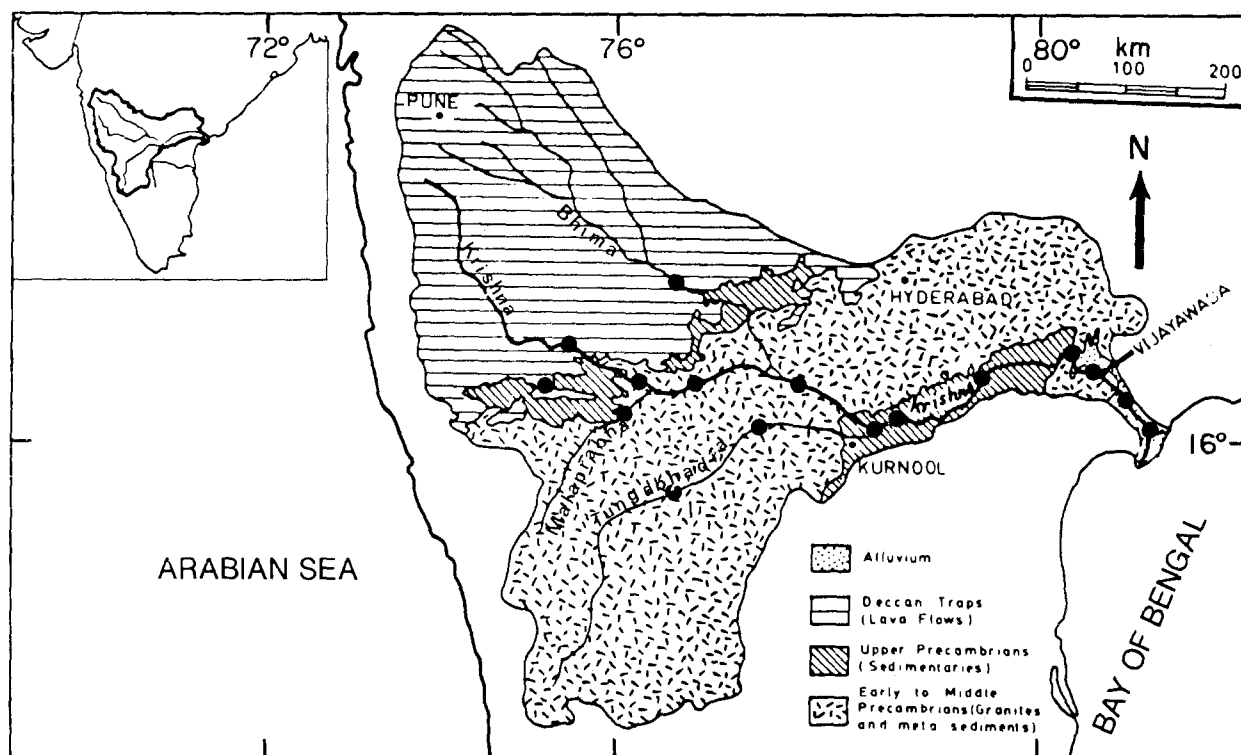 72°
76°
80°
km
0 100 200
PUNE
N
Bhima
Krishna
HYDERABAD
VIJAYAWADA
Krishna
16°
Malaprabha
Tungabhadra
KURNOOL
ARABIAN SEA
BAY OF BENGAL
Alluvium
Deccan Traps
(Lava Flows)
Upper Precambrians
(Sedimentaries)
Early to Middle
Precambrians(Granites
and meta sediments)